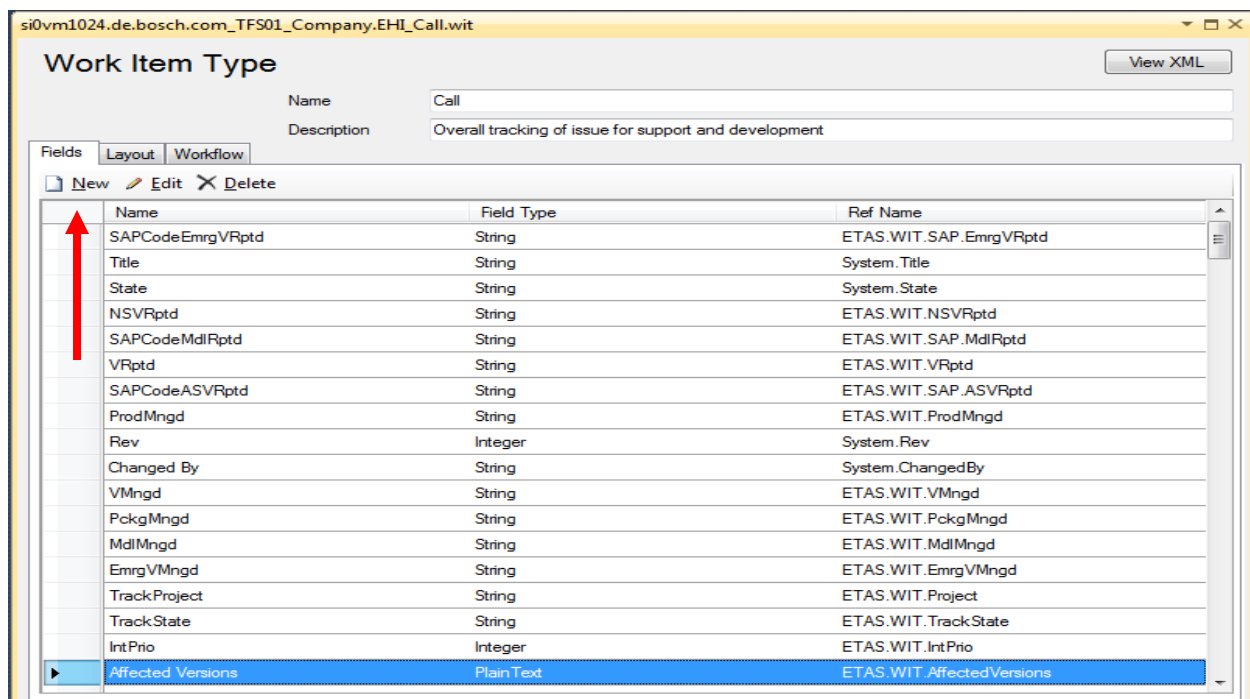 si0vm1024.de.bosch.com_TFS01_Company.EHI_Call.wit
Work Item Type
View XML
Name Call
Description Overall tracking of issue for support and development
Fields Layout Workflow
New Edit Delete
Name Field Type Ref Name
SAPCodeEmrgVRptd String ETAS.WIT.SAP.EmrgVRptd
Title String System.Title
State String System.State
NSVRptd String ETAS.WIT.NSVRptd
SAPCodeMdlRptd String ETAS.WIT.SAP.MdlRptd
VRptd String ETAS.WIT.VRptd
SAPCodeASVRptd String ETAS.WIT.SAP.ASVRptd
ProdMngd String ETAS.WIT.ProdMngd
Rev Integer System.Rev
Changed By String System.ChangedBy
VMngd String ETAS.WIT.VMngd
PckgMngd String ETAS.WIT.PckgMngd
MdlMngd String ETAS.WIT.MdlMngd
EmrgVMngd String ETAS.WIT.EmrgVMngd
TrackProject String ETAS.WIT.Project
TrackState String ETAS.WIT.TrackState
IntPrio Integer ETAS.WIT.IntPrio
Affected Versions PlainText ETAS.WIT.AffectedVersions